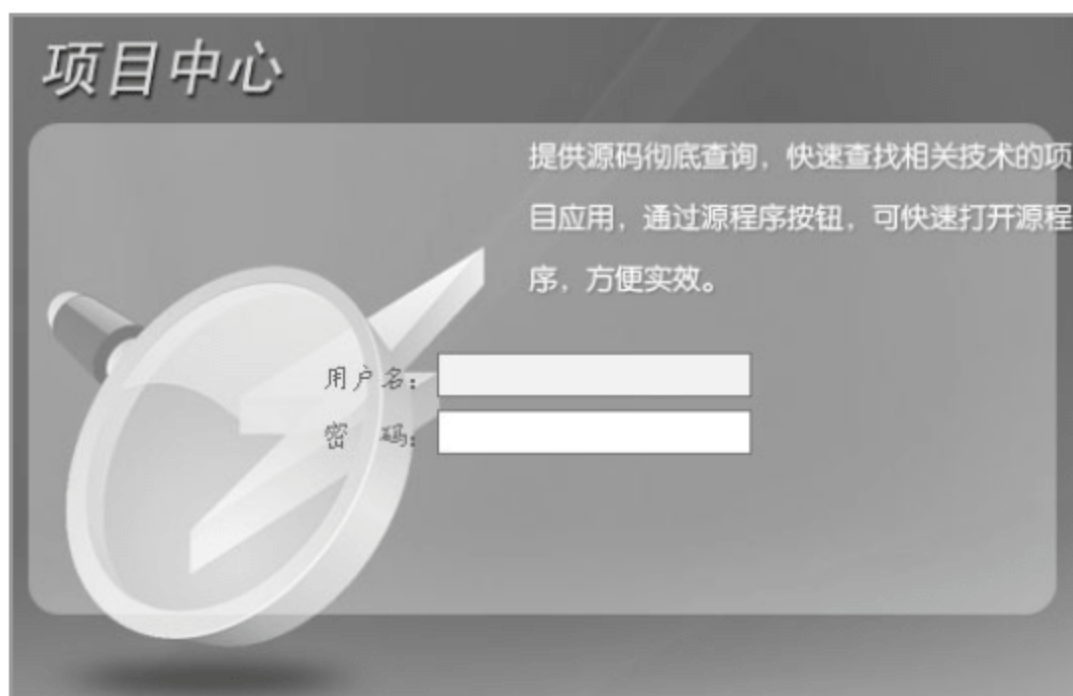 项目中心
提供源码彻底查询，快速查找相关技术的项
目应用，通过源程序按钮，可快速打开源程
序，方便实效。
用户名：
密　码：